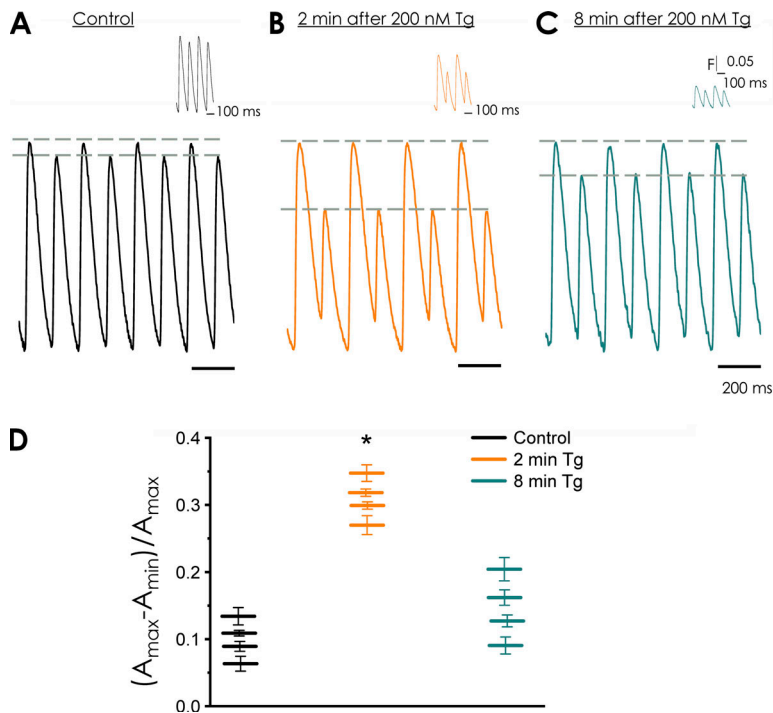 A Control
B 2 min after 200 nM Tg
C 8 min after 200 nM Tg
100 ms
100 ms
F 0.05
100 ms
200 ms
D
(Amax-Amin)/Amax
0.4
0.3
0.2
0.1
0.0
*
Control
2 min Tg
8 min Tg